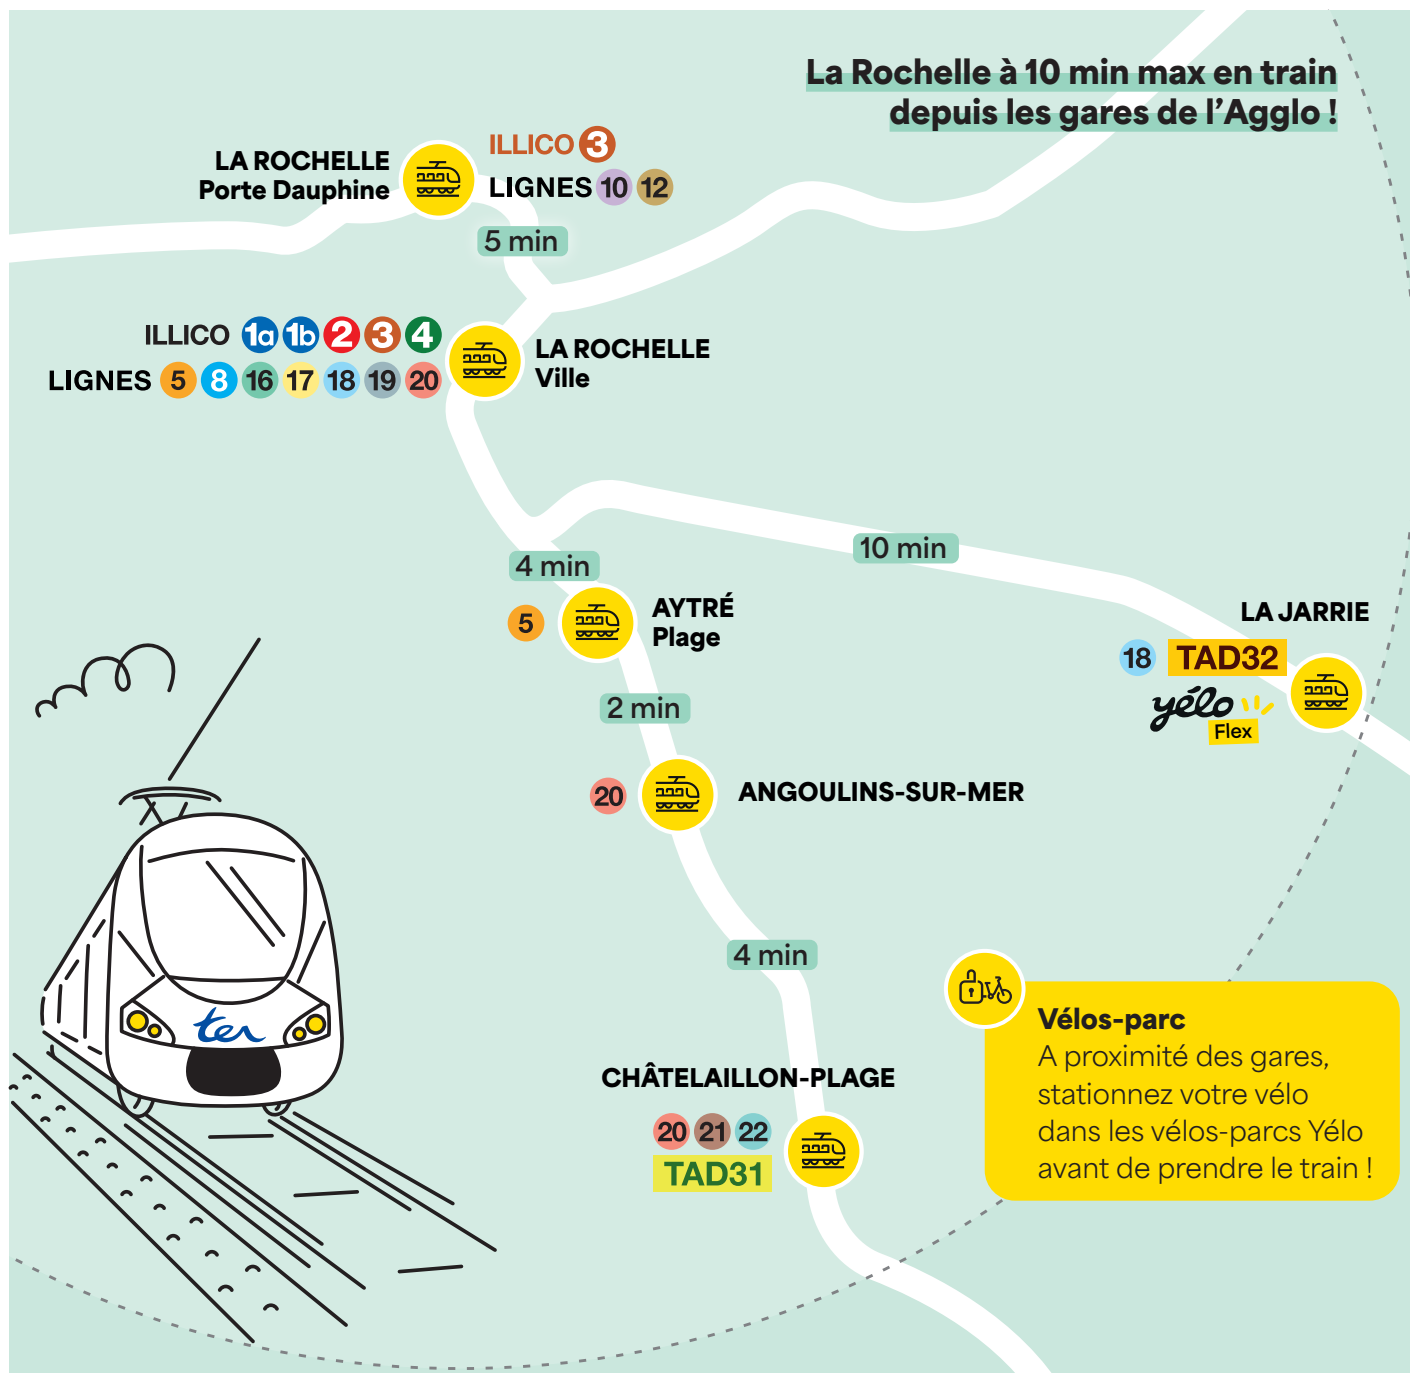 La Rochelle à 10 min max en train
depuis les gares de l'Agglo !
LA ROCHELLE
Porte Dauphine
ILLICO 3
LIGNES 10 12
5 min
ILLICO 1a 1b 2 3 4
LIGNES 5 8 16 17 18 19 20
LA ROCHELLE
Ville
10 min
4 min
5
AYTRÉ
Plage
LA JARRIE
18 TAD32
yélo
Flex
2 min
20
ANGOULINS-SUR-MER
4 min
ter
CHÂTELAILLON-PLAGE
20 21 22
TAD31
Vélos-parc
A proximité des gares,
stationnez votre vélo
dans les vélos-parcs Yélo
avant de prendre le train !